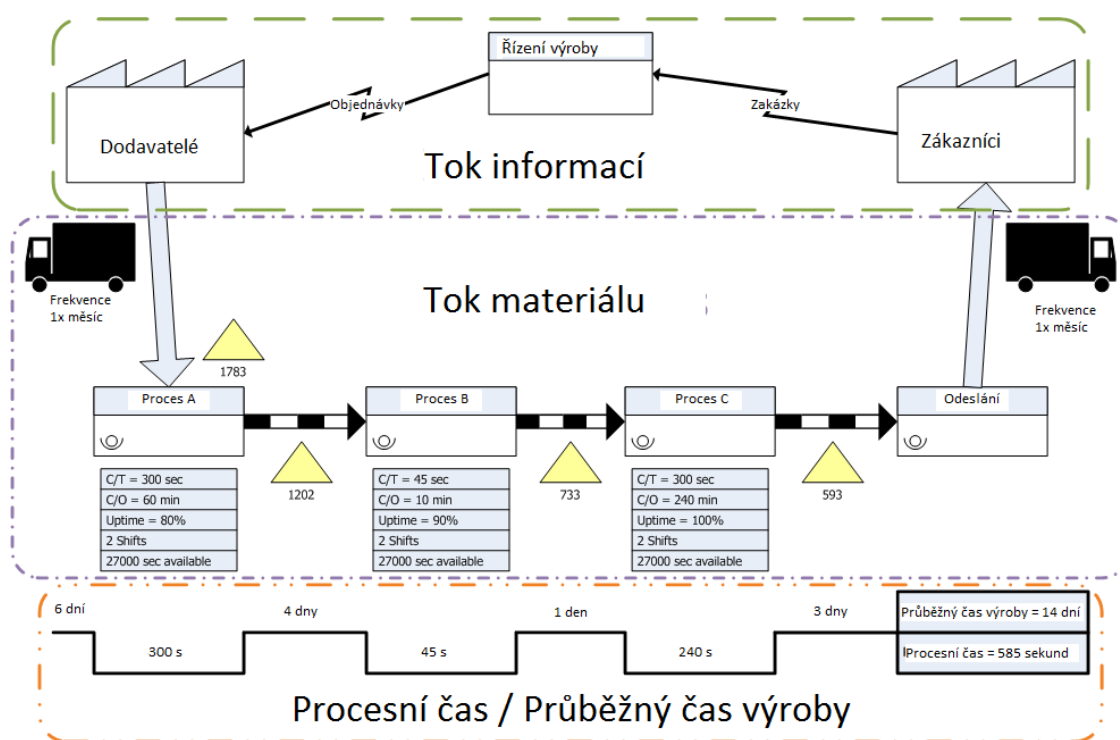 Řízení výroby
Objednávky
Zakázky
Dodavatelé
Zákazníci
Tok informací
Frekvence
1x měsíc
Tok materiálu
Frekvence
1x měsíc
1783
Proces A
Proces B
Proces C
Odeslání
1202
733
593
C/T = 300 sec
C/O = 60 min
Uptime = 80%
2 Shifts
27000 sec available
C/T = 45 sec
C/O = 10 min
Uptime = 90%
2 Shifts
27000 sec available
C/T = 300 sec
C/O = 240 min
Uptime = 100%
2 Shifts
27000 sec available
6 dní
4 dny
1 den
3 dny
Průběžný čas výroby = 14 dní
300 s
45 s
240 s
Procesní čas = 585 sekund
Procesní čas / Průběžný čas výroby